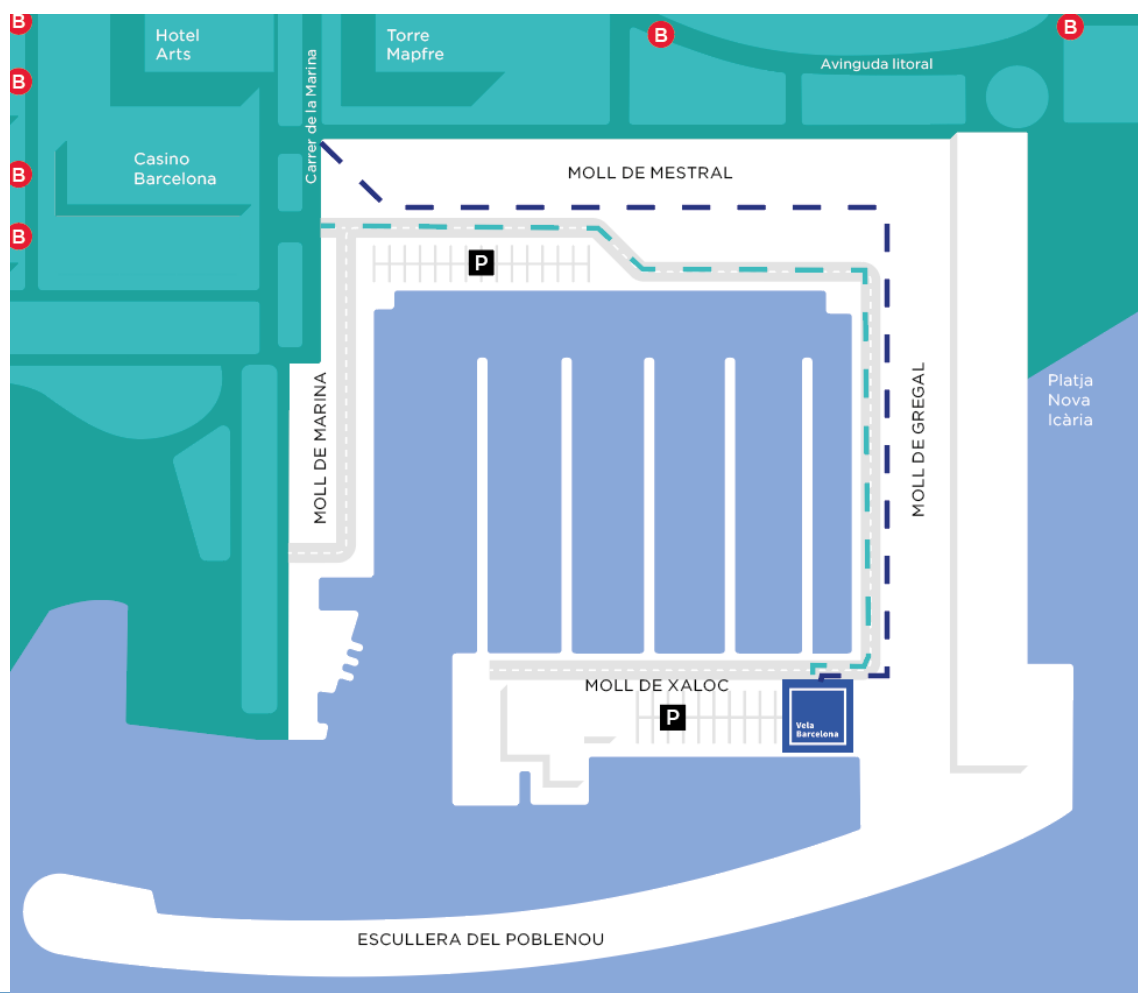 B
B
B
Hotel
Arts
Torre
Mapfre
Carrer de la Marina
Avinguda litoral
B
Casino
Barcelona
B
B
MOLL DE MESTRAL
P
MOLL DE MARINA
MOLL DE GREGAL
Platja
Nova
Icària
MOLL DE XALOC
P
Vela
Barcelona
ESCULLERA DEL POBLENOU